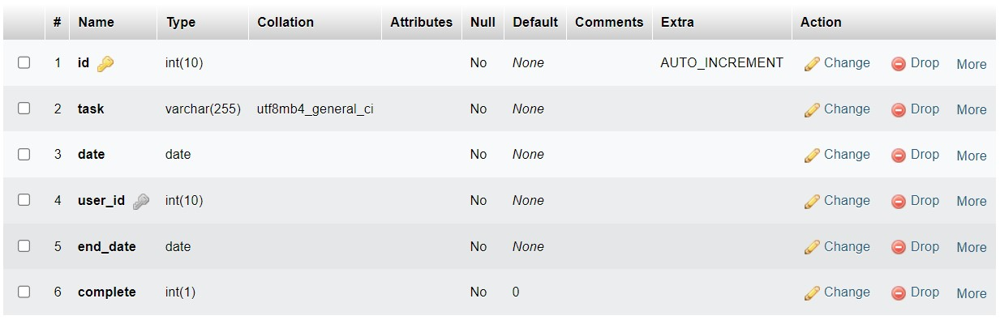 # Name Type Collation Attributes Null Default Comments Extra Action
1 id int(10) No None AUTO_INCREMENT Change Drop More
2 task varchar(255) utf8mb4_general_ci No None Change Drop More
3 date date No None Change Drop More
4 user_id int(10) No None Change Drop More
5 end_date date No None Change Drop More
6 complete int(1) No 0 Change Drop More